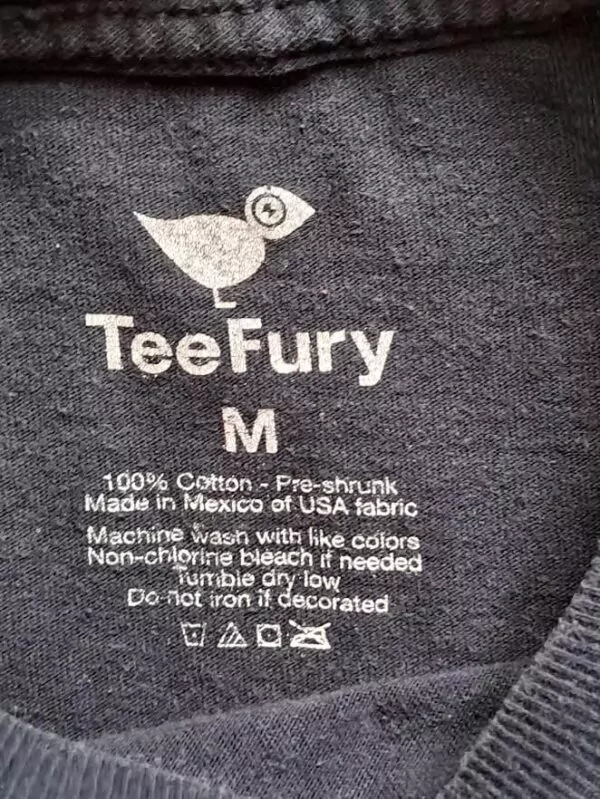 TeeFury
M
100% Cotton - Pre-shrunk
Made in Mexico of USA fabric
Machine wash with like colors
Non-chlorine bleach if needed
Tumble dry low
Do not iron if decorated